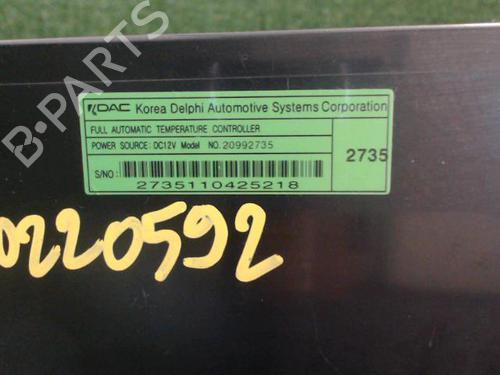 KDAC Korea Delphi Automotive Systems Corporation
FULL AUTOMATIC TEMPERATURE CONTROLLER
POWER SOURCE: DC12V Model NO. 20992735
2735
S/NO:
2735110425218
0220592
B-PARTS